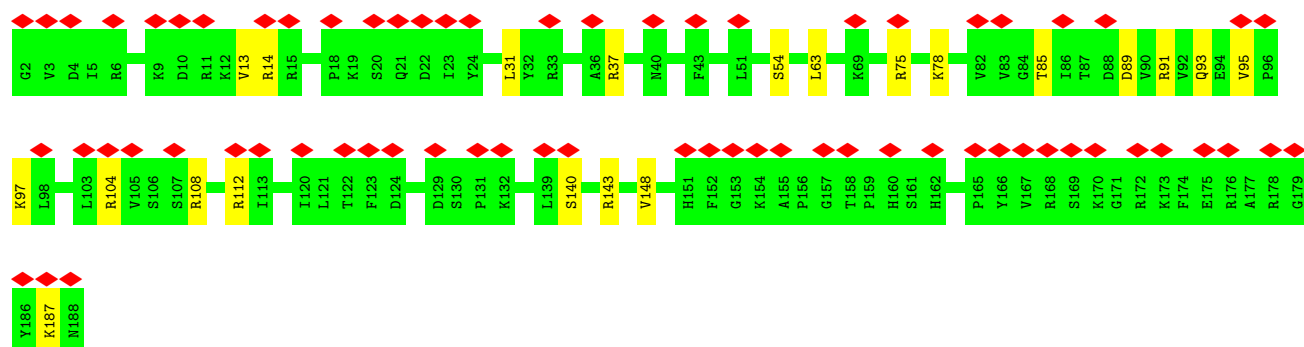 G2 V3 D4 I5 R6 K9 D10 R11 K12 V13 R14 R15 P18 K19 S20 Q21 D22 I23 Y24 L31 Y32 R33 A36 R37 N40 F43 L51 S54 L63 K69 R75 K78 V82 V83 G84 T85 I86 T87 D88 D89 V90 R91 V92 Q93 E94 V95 P96
K97 L98 L103 R104 V105 S106 S107 R108 R112 I113 I120 L121 T122 F123 D124 D129 S130 P131 K132 L139 S140 R143 V148 H151 F152 G153 K154 A155 P156 G157 T158 P159 H160 S161 H162 P165 Y166 V167 R168 S169 K170 G171 R172 K173 F174 E175 R176 A177 R178 G179
Y186 K187 N188